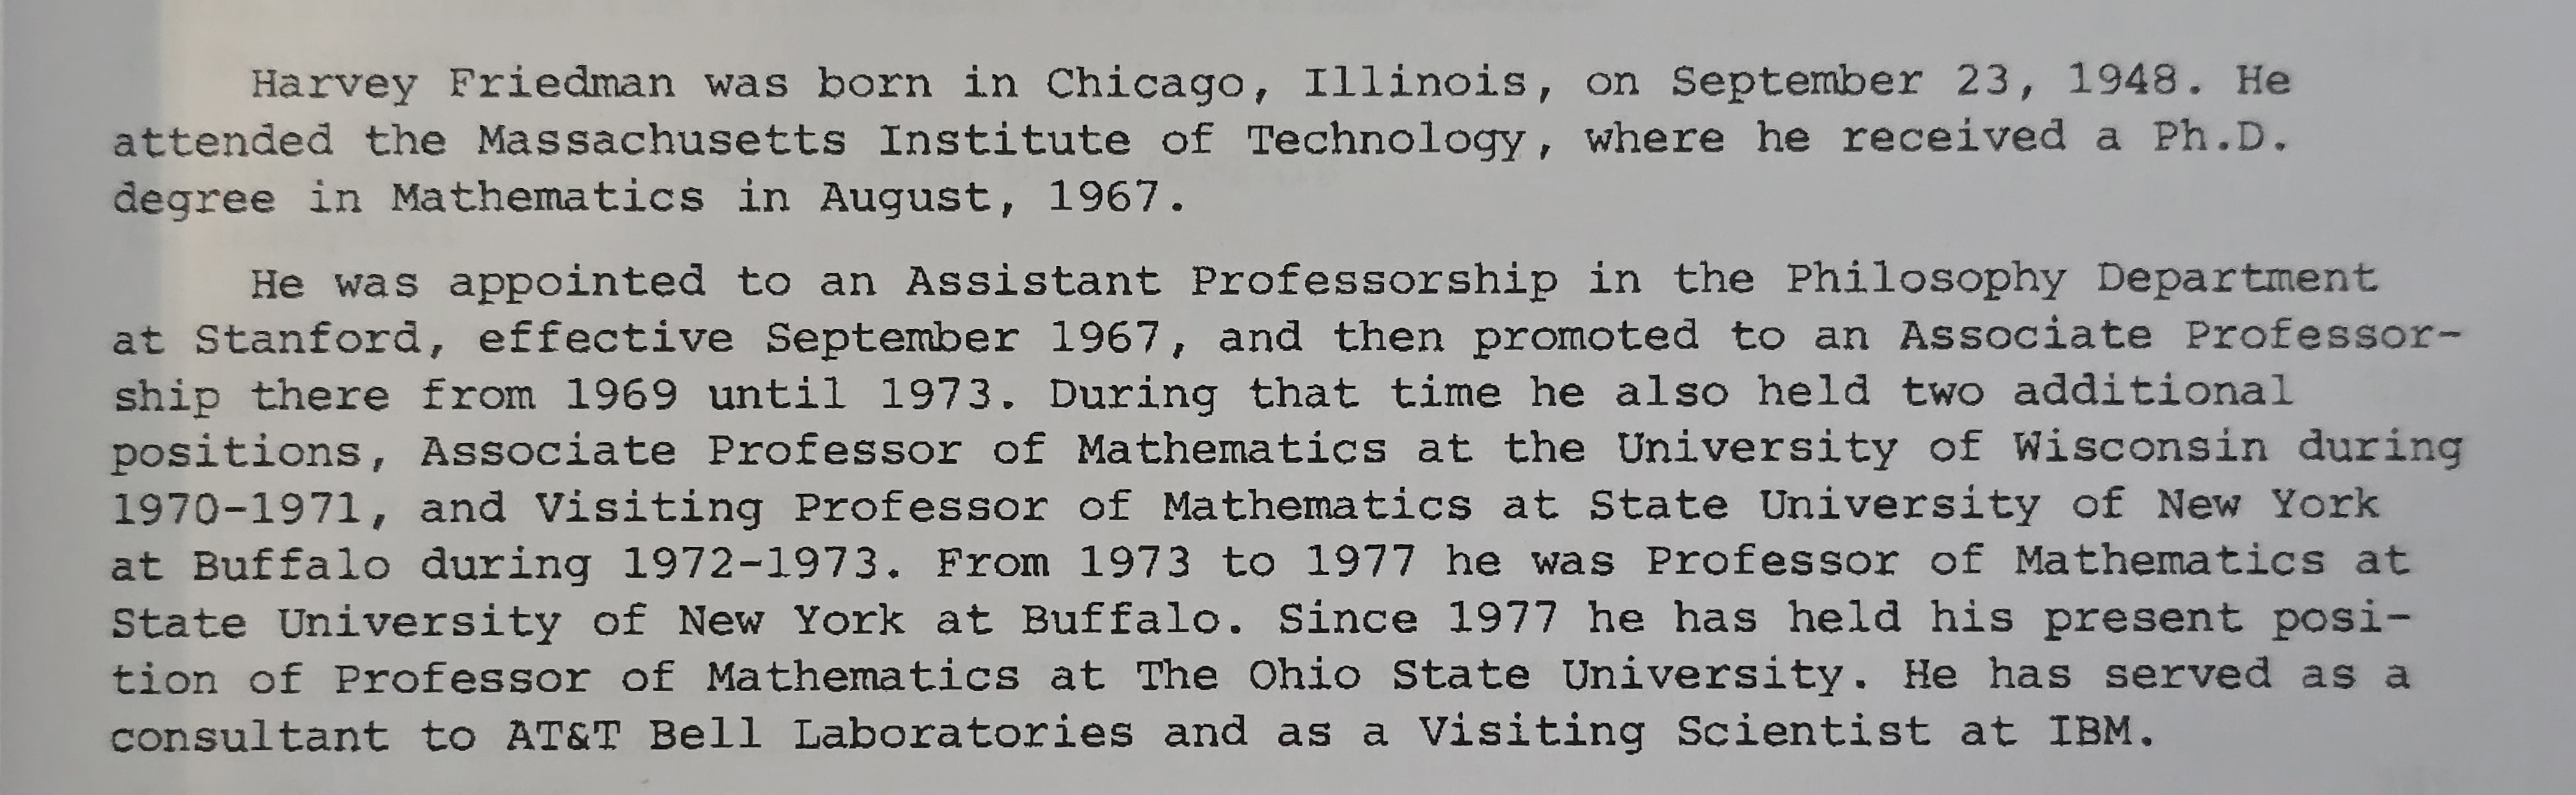 Harvey Friedman was born in Chicago, Illinois, on September 23, 1948. He
attended the Massachusetts Institute of Technology, where he received a Ph.D.
degree in Mathematics in August, 1967.
He was appointed to an Assistant Professorship in the Philosophy Department
at Stanford, effective September 1967, and then promoted to an Associate Professor-
ship there from 1969 until 1973. During that time he also held two additional
positions, Associate Professor of Mathematics at the University of Wisconsin during
1970-1971, and Visiting Professor of Mathematics at State University of New York
at Buffalo during 1972-1973. From 1973 to 1977 he was Professor of Mathematics at
State University of New York at Buffalo. Since 1977 he has held his present posi-
tion of Professor of Mathematics at The Ohio State University. He has served as a
consultant to AT&T Bell Laboratories and as a Visiting Scientist at IBM.